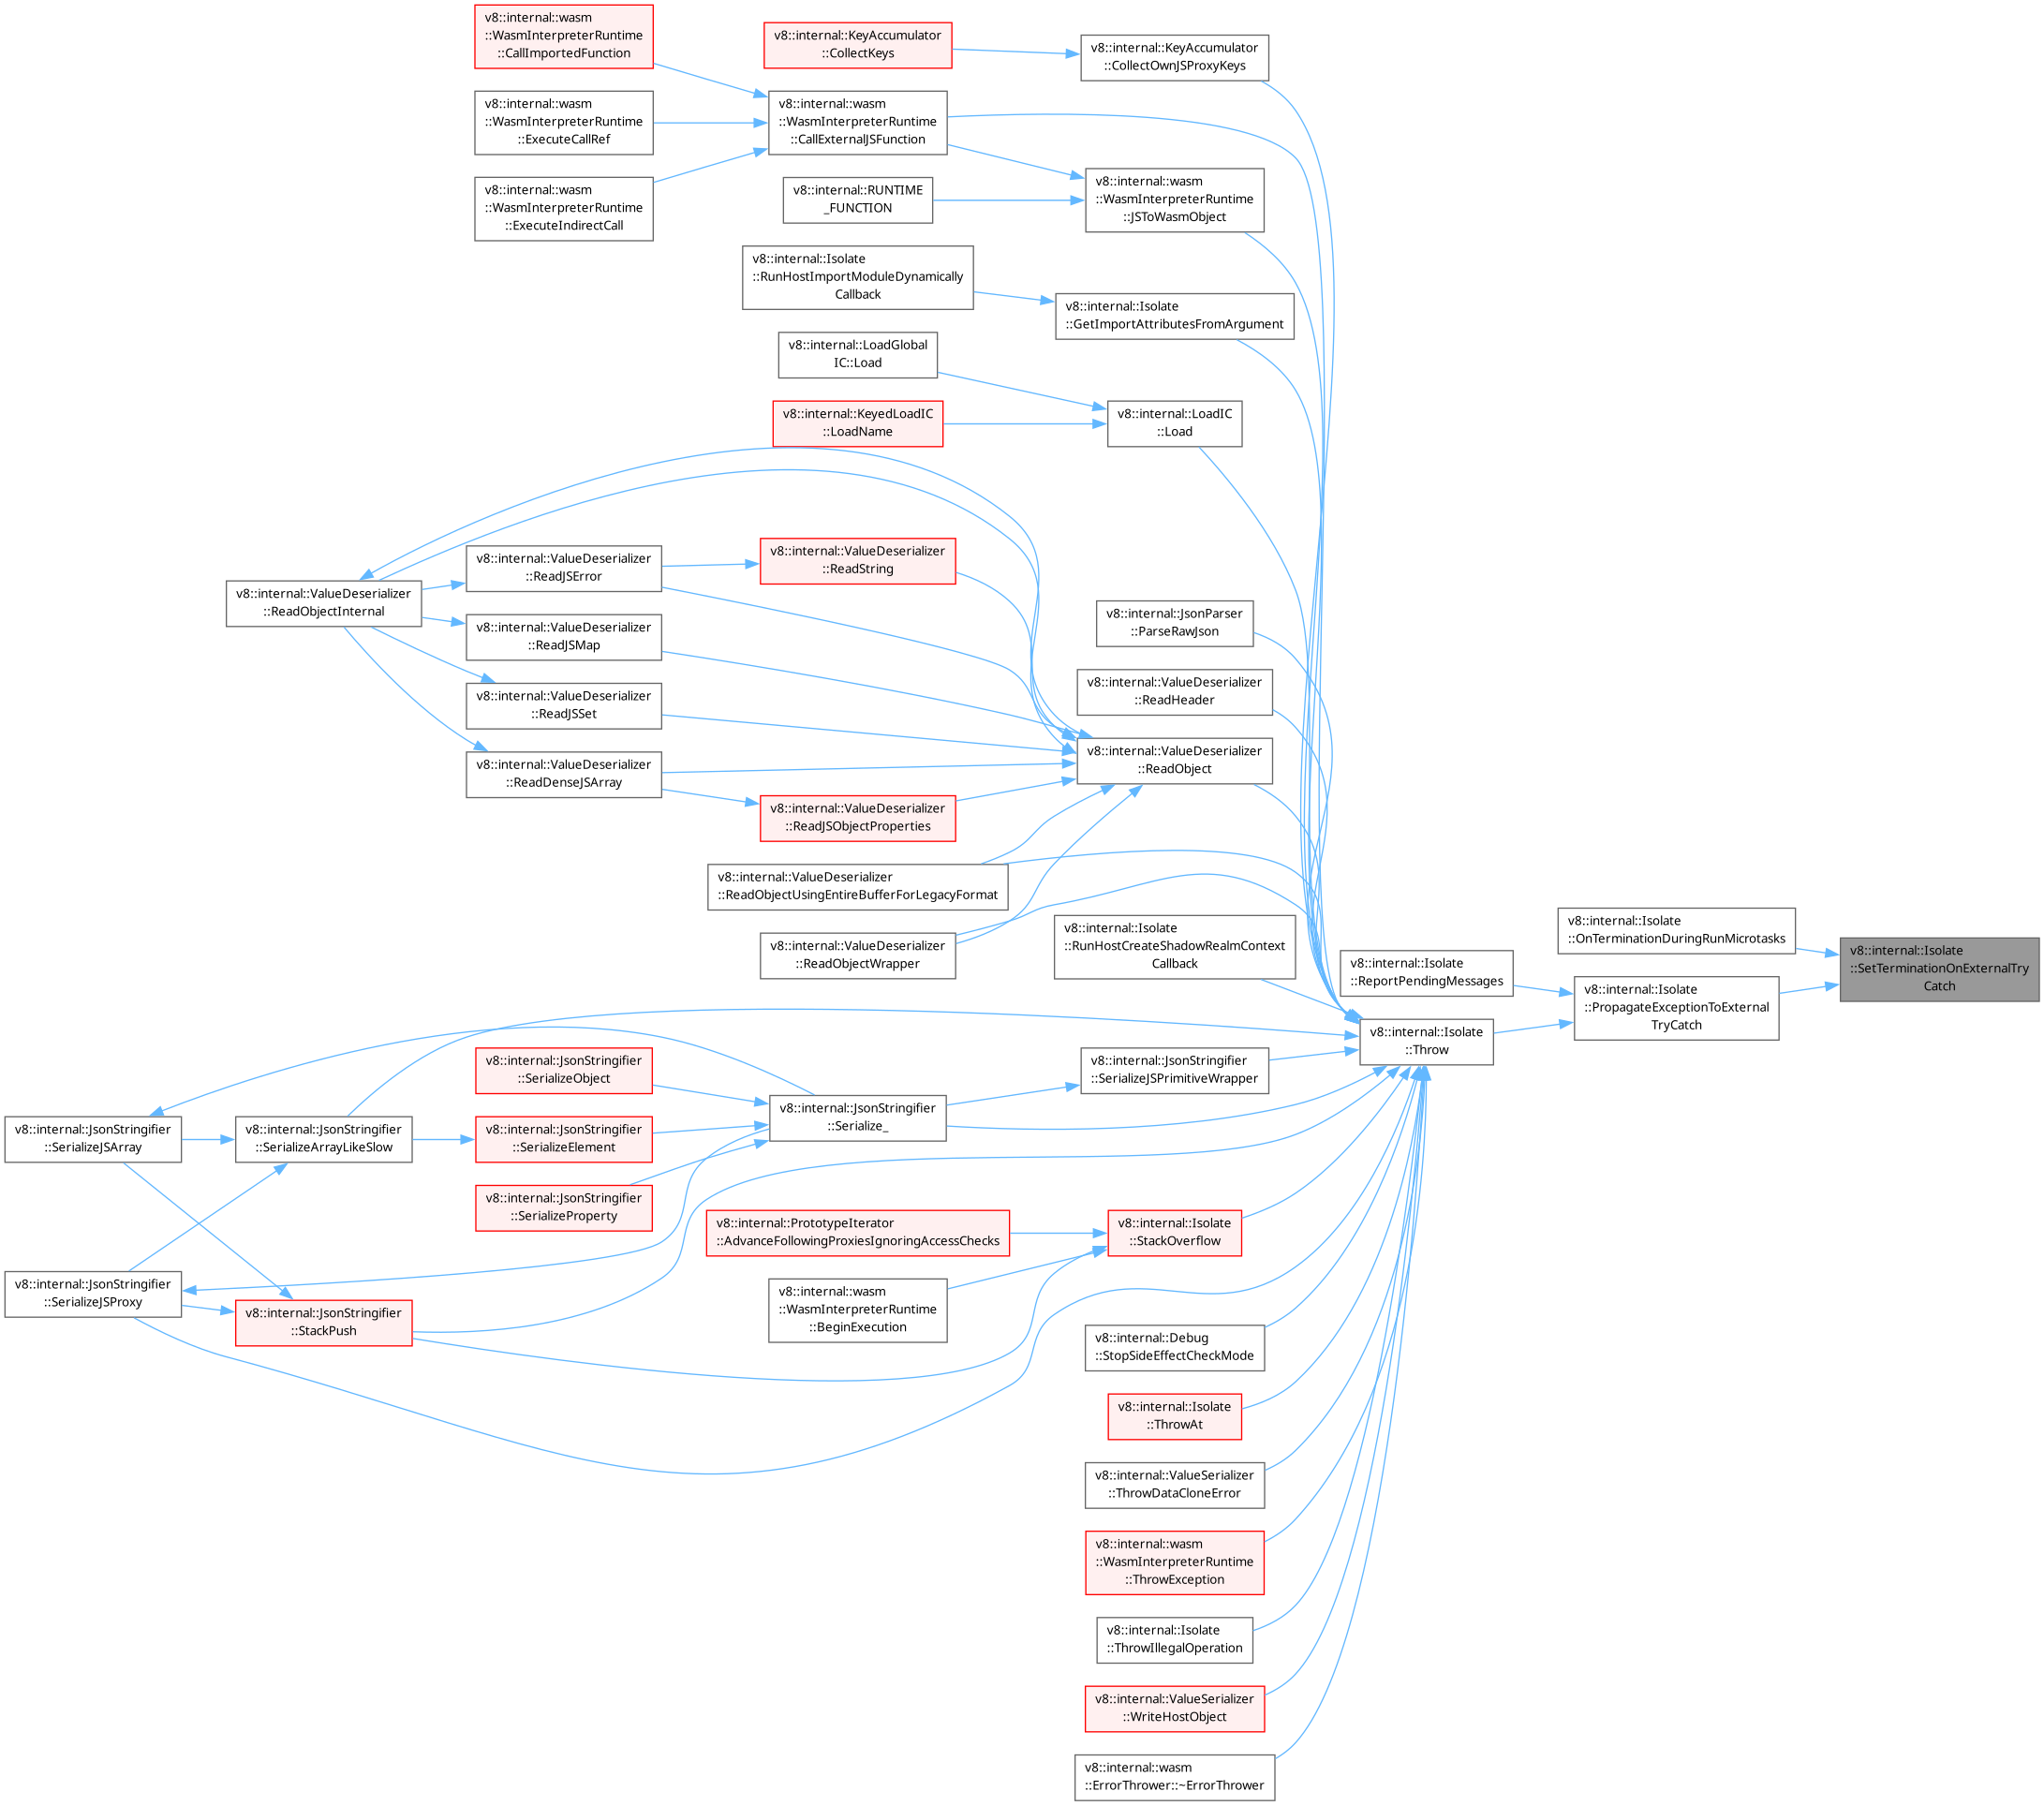 v8::internal::wasm
::WasmInterpreterRuntime
::CallImportedFunction
v8::internal::KeyAccumulator
::CollectKeys
v8::internal::KeyAccumulator
::CollectOwnJSProxyKeys
v8::internal::wasm
::WasmInterpreterRuntime
::ExecuteCallRef
v8::internal::wasm
::WasmInterpreterRuntime
::CallExternalJSFunction
v8::internal::wasm
::WasmInterpreterRuntime
::ExecuteIndirectCall
v8::internal::RUNTIME
_FUNCTION
v8::internal::wasm
::WasmInterpreterRuntime
::JSToWasmObject
v8::internal::Isolate
::RunHostImportModuleDynamically
Callback
v8::internal::Isolate
::GetImportAttributesFromArgument
v8::internal::LoadGlobal
IC::Load
v8::internal::KeyedLoadIC
::LoadName
v8::internal::LoadIC
::Load
v8::internal::ValueDeserializer
::ReadObjectInternal
v8::internal::ValueDeserializer
::ReadJSError
v8::internal::ValueDeserializer
::ReadString
v8::internal::ValueDeserializer
::ReadJSMap
v8::internal::JsonParser
::ParseRawJson
v8::internal::ValueDeserializer
::ReadJSSet
v8::internal::ValueDeserializer
::ReadHeader
v8::internal::ValueDeserializer
::ReadDenseJSArray
v8::internal::ValueDeserializer
::ReadObject
v8::internal::ValueDeserializer
::ReadJSObjectProperties
v8::internal::ValueDeserializer
::ReadObjectUsingEntireBufferForLegacyFormat
v8::internal::ValueDeserializer
::ReadObjectWrapper
v8::internal::Isolate
::RunHostCreateShadowRealmContext
Callback
v8::internal::Isolate
::ReportPendingMessages
v8::internal::Isolate
::OnTerminationDuringRunMicrotasks
v8::internal::Isolate
::SetTerminationOnExternalTry
Catch
v8::internal::Isolate
::PropagateExceptionToExternal
TryCatch
v8::internal::Isolate
::Throw
v8::internal::JsonStringifier
::SerializeObject
v8::internal::JsonStringifier
::SerializeJSPrimitiveWrapper
v8::internal::JsonStringifier
::SerializeJSArray
v8::internal::JsonStringifier
::SerializeArrayLikeSlow
v8::internal::JsonStringifier
::SerializeElement
v8::internal::JsonStringifier
::Serialize_
v8::internal::JsonStringifier
::SerializeProperty
v8::internal::PrototypeIterator
::AdvanceFollowingProxiesIgnoringAccessChecks
v8::internal::Isolate
::StackOverflow
v8::internal::JsonStringifier
::SerializeJSProxy
v8::internal::JsonStringifier
::StackPush
v8::internal::wasm
::WasmInterpreterRuntime
::BeginExecution
v8::internal::Debug
::StopSideEffectCheckMode
v8::internal::Isolate
::ThrowAt
v8::internal::ValueSerializer
::ThrowDataCloneError
v8::internal::wasm
::WasmInterpreterRuntime
::ThrowException
v8::internal::Isolate
::ThrowIllegalOperation
v8::internal::ValueSerializer
::WriteHostObject
v8::internal::wasm
::ErrorThrower::~ErrorThrower